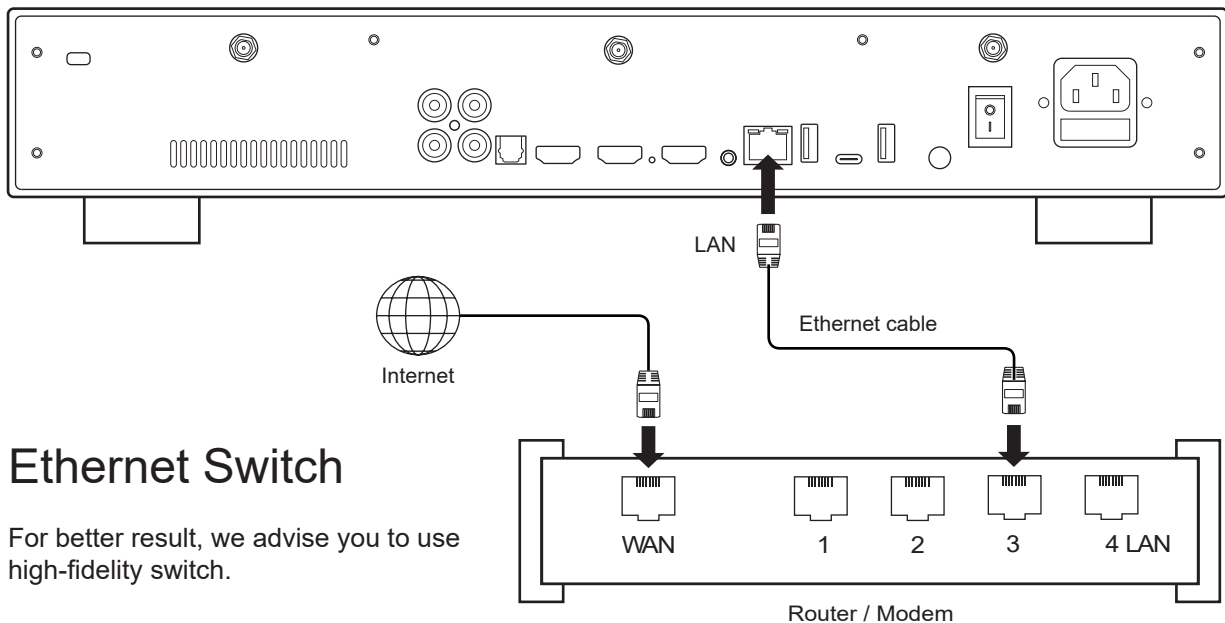 LAN
Ethernet cable
Internet
Ethernet Switch
For better result, we advise you to use
high-fidelity switch.
WAN 1 2 3 4 LAN
Router / Modem